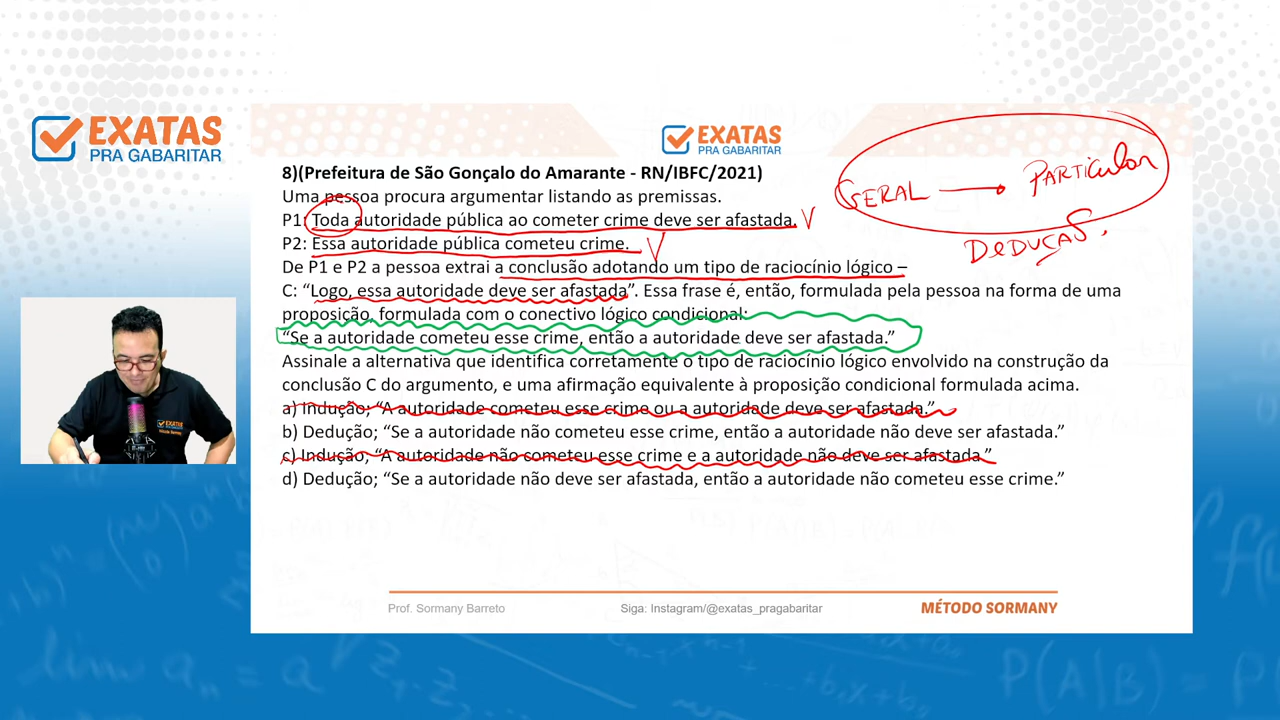 EXATAS
PRA GABARITAR
EXATAS
PRA GABARITAR
GERAL → PARTICULAR
DEDUÇÃO.
8)(Prefeitura de São Gonçalo do Amarante - RN/IBFC/2021)
Uma pessoa procura argumentar listando as premissas.
P1: Toda autoridade pública ao cometer crime deve ser afastada. V
P2: Essa autoridade pública cometeu crime. V
De P1 e P2 a pessoa extrai a conclusão adotando um tipo de raciocínio lógico –
C: “Logo, essa autoridade deve ser afastada”. Essa frase é, então, formulada pela pessoa na forma de uma
proposição, formulada com o conectivo lógico condicional:
“Se a autoridade cometeu esse crime, então a autoridade deve ser afastada.”
Assinale a alternativa que identifica corretamente o tipo de raciocínio lógico envolvido na construção da
conclusão C do argumento, e uma afirmação equivalente à proposição condicional formulada acima.
a) Indução; “A autoridade cometeu esse crime ou a autoridade deve ser afastada.”
b) Dedução; “Se a autoridade não cometeu esse crime, então a autoridade não deve ser afastada.”
c) Indução; “A autoridade não cometeu esse crime e a autoridade não deve ser afastada.”
d) Dedução; “Se a autoridade não deve ser afastada, então a autoridade não cometeu esse crime.”
Prof. Sormany Barreto
Siga: Instagram/@exatas_pragabaritar
MÉTODO SORMANY
P(A|B) = P(